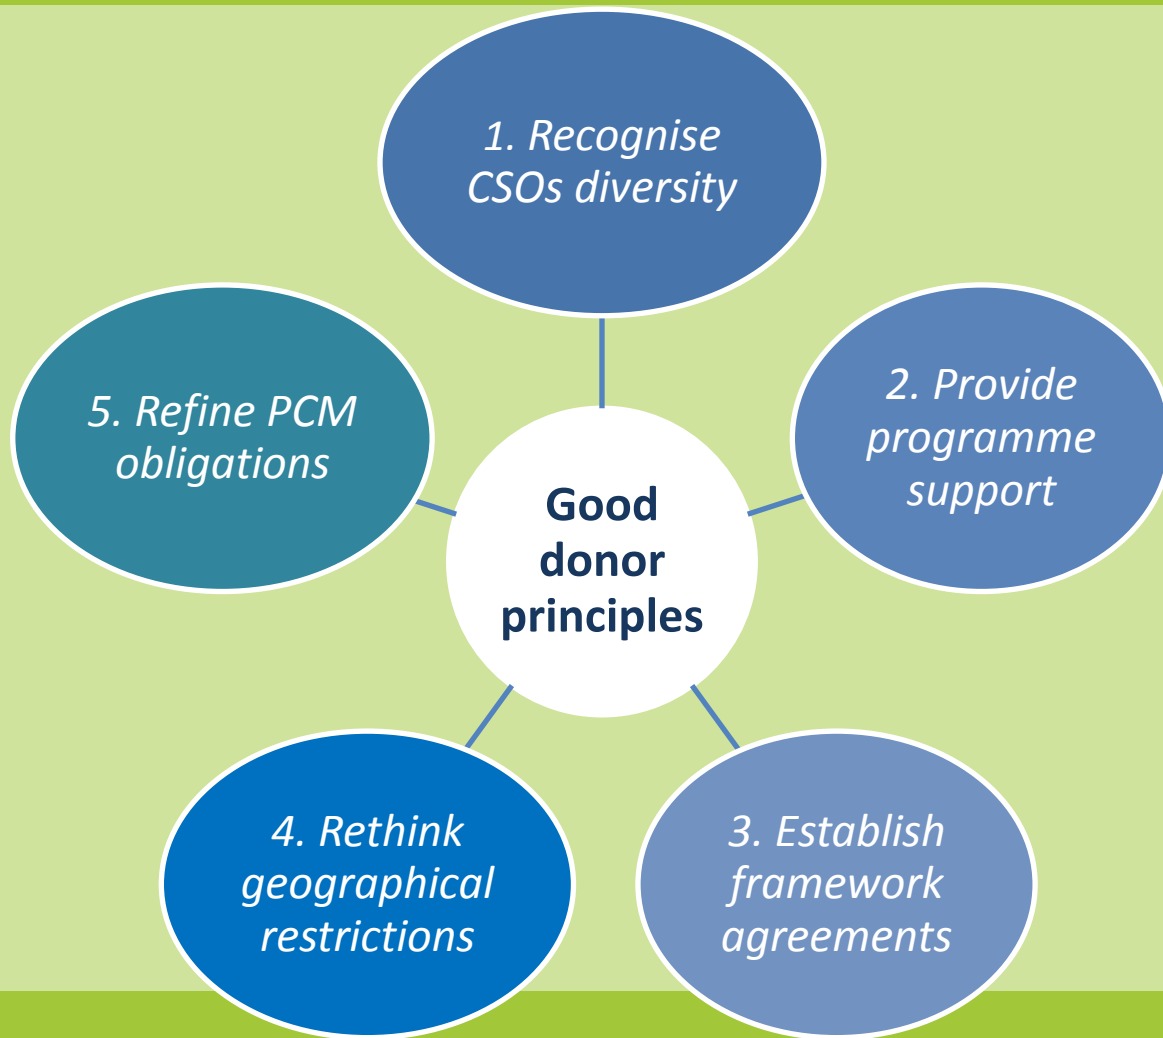 1. Recognise
CSOs diversity
2. Provide
programme
support
3. Establish
framework
agreements
4. Rethink
geographical
restrictions
5. Refine PCM
obligations
Good
donor
principles